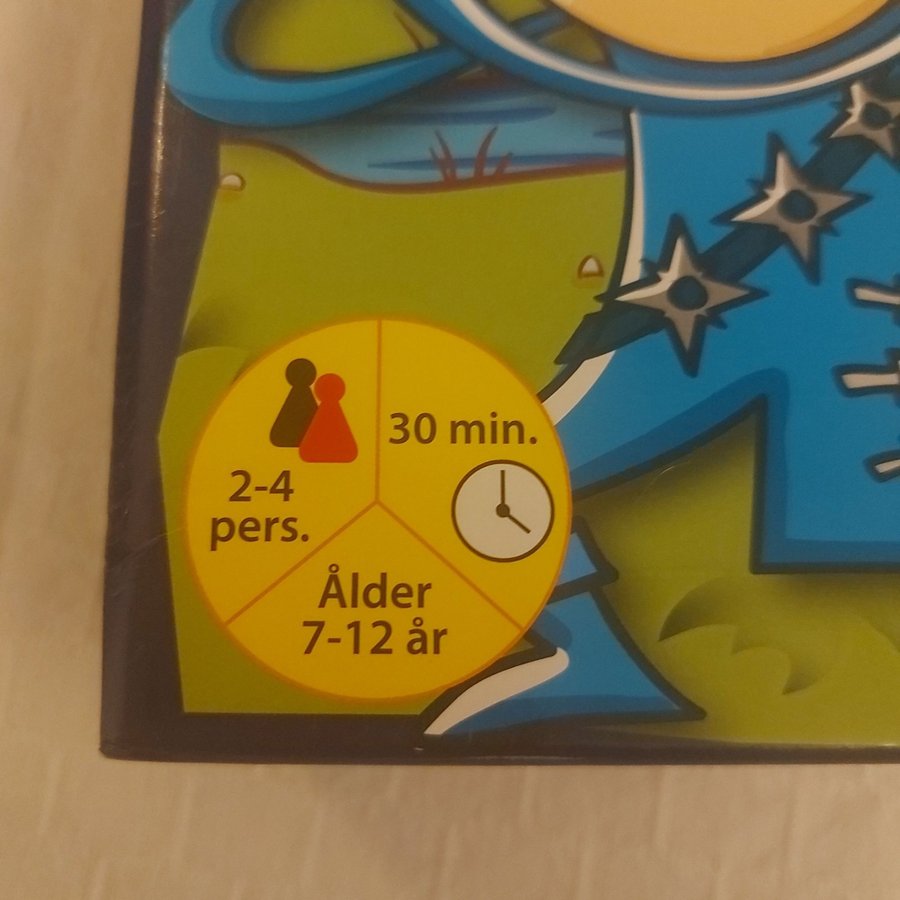 30 min.
2-4
pers.
Ålder
7-12 år